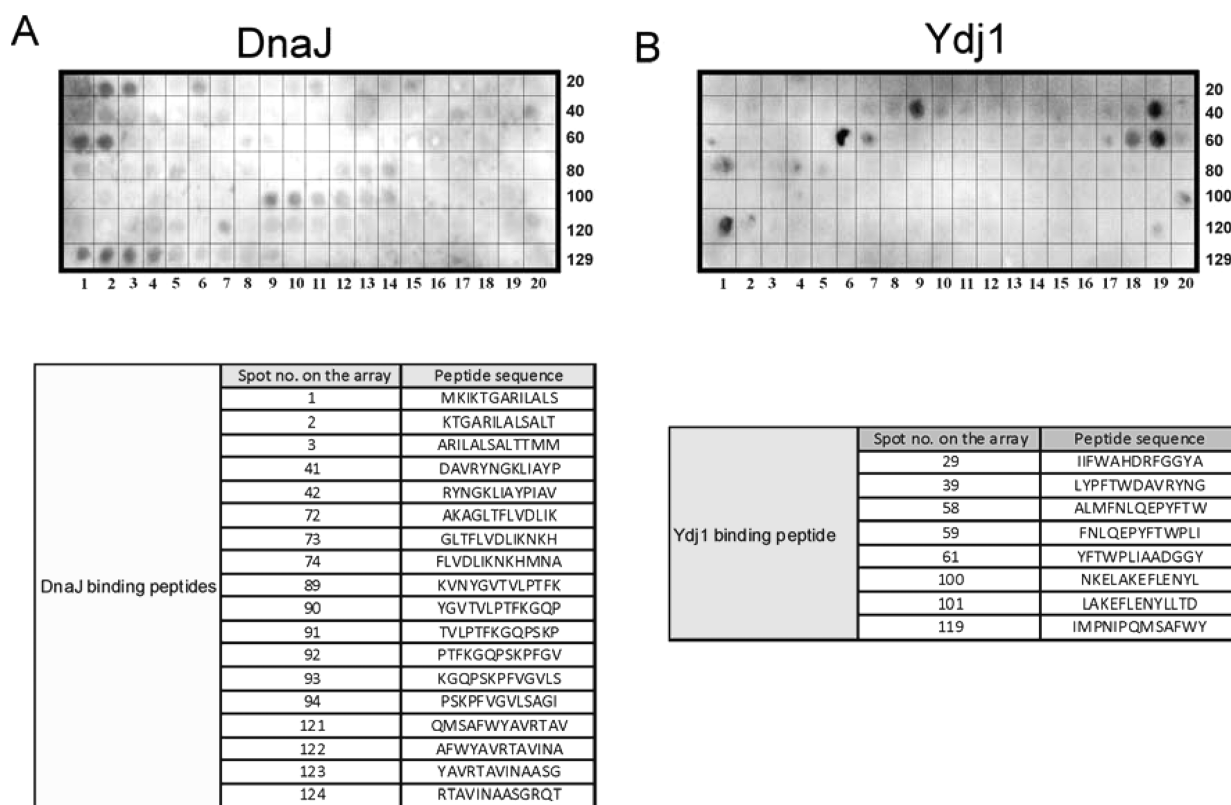 A
DnaJ
20
40
60
80
100
120
129
1 2 3 4 5 6 7 8 9 10 11 12 13 14 15 16 17 18 19 20
B
Ydj1
20
40
60
80
100
120
129
1 2 3 4 5 6 7 8 9 10 11 12 13 14 15 16 17 18 19 20
DnaJ binding peptides
Spot no. on the array Peptide sequence
1 MKIKTGARILALS
2 KTGARILALSALT
3 ARILALSALTTMM
41 DAVRYNGKLIAYP
42 RYNGKLIAYPIAV
72 AKAGLTFLVDLIK
73 GLTFLVDLIKNKH
74 FLVDLIKNKHMNA
89 KVNYGVTVLPTFK
90 YGVTVLPTFKGQP
91 TVLPTFKGQPSKP
92 PTFKGQPSKPFGV
93 KGQPSKPFVGVLS
94 PSKPFVGVLSAGI
121 QMSAFWYAVRTAV
122 AFWYAVRTAVINA
123 YAVRTAVINAASG
124 RTAVINAASGRQT
Ydj1 binding peptide
Spot no. on the array Peptide sequence
29 IIFWAHDRFGGYA
39 LYPFTWDAVRYNG
58 ALMFNLQEPYFTW
59 FNLQEPYFTWPLI
61 YFTWPLIAADGGY
100 NKELAKEFLENYL
101 LAKEFLENYLLTD
119 IMPNIPQMSAFWY